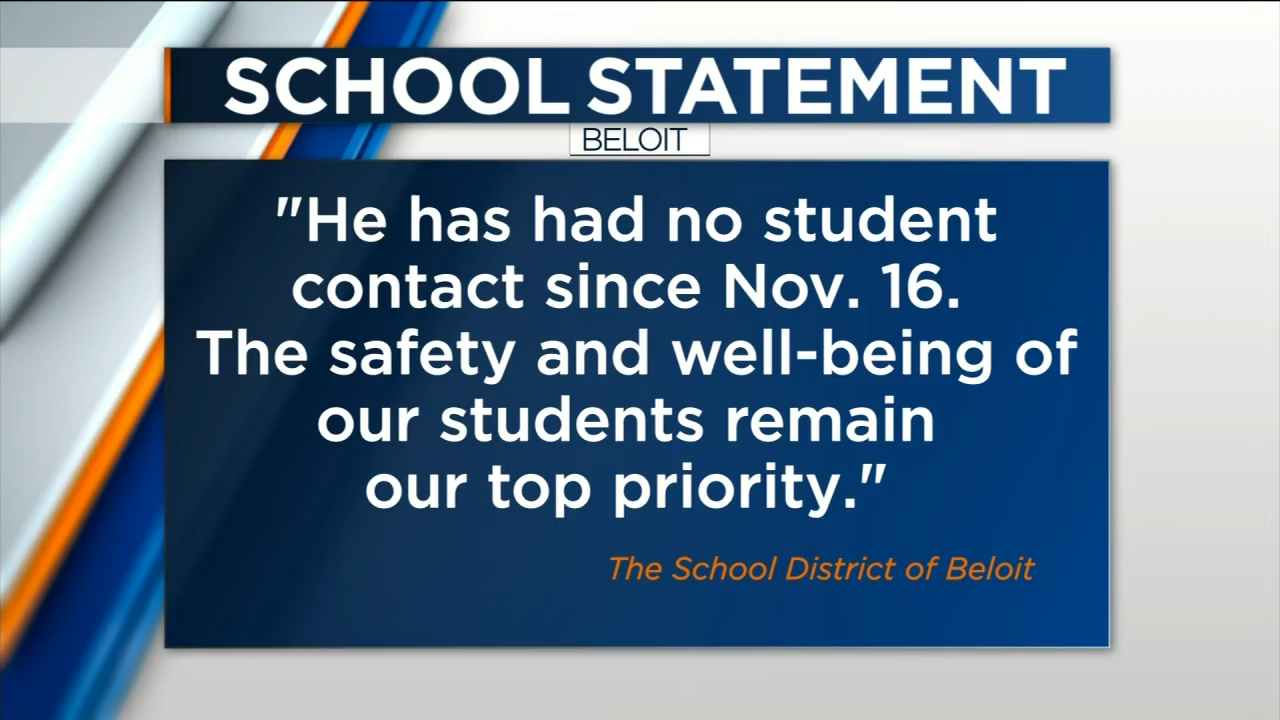 SCHOOL STATEMENT
BELOIT
"He has had no student
contact since Nov. 16.
The safety and well-being of
our students remain
our top priority."
The School District of Beloit